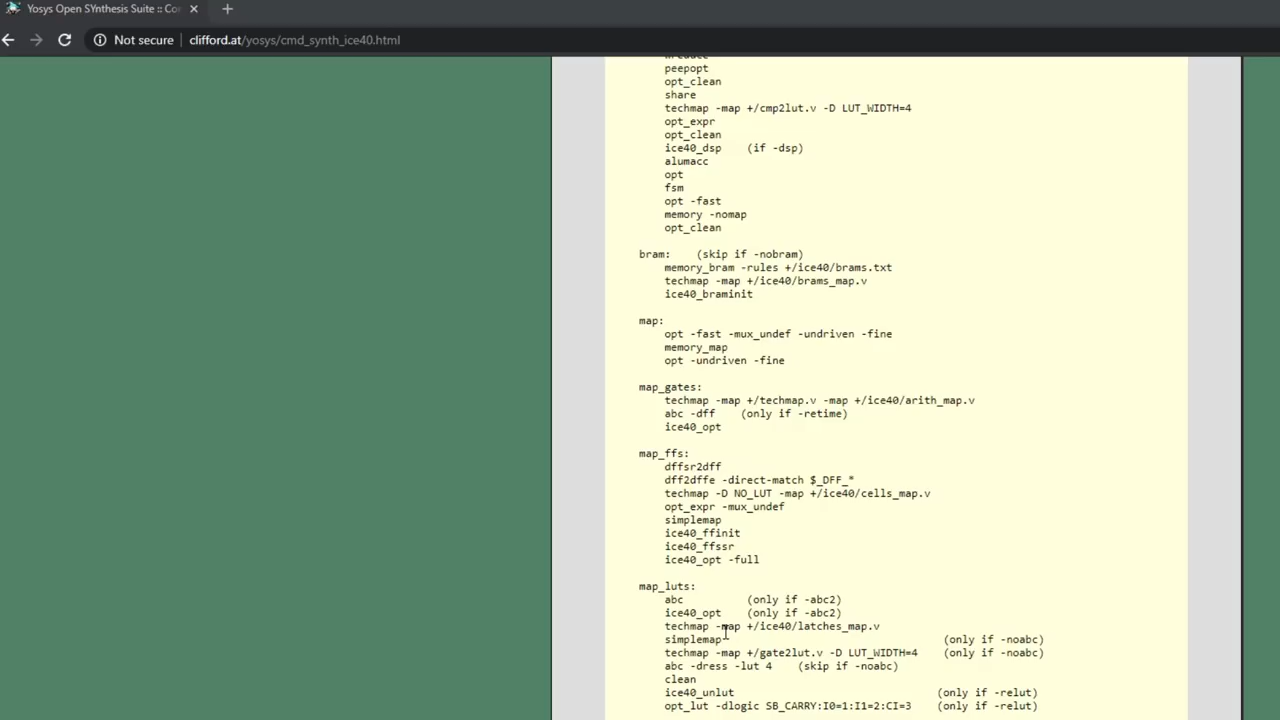 Yosys Open SYnthesis Suite :: Co
Not secure clifford.at/yosys/cmd_synth_ice40.html
peepopt
opt_clean
share
techmap -map +/cmp2lut.v -D LUT_WIDTH=4
opt_expr
opt_clean
ice40_dsp (if -dsp)
alumacc
opt
fsm
opt -fast
memory -nomap
opt_clean
bram: (skip if -nobram)
memory_bram -rules +/ice40/brams.txt
techmap -map +/ice40/brams_map.v
ice40_braminit
map:
opt -fast -mux_undef -undriven -fine
memory_map
opt -undriven -fine
map_gates:
techmap -map +/techmap.v -map +/ice40/arith_map.v
abc -dff (only if -retime)
ice40_opt
map_ffs:
dffsr2dff
dff2dffe -direct-match $_DFF_*
techmap -D NO_LUT -map +/ice40/cells_map.v
opt_expr -mux_undef
simplemap
ice40_ffinit
ice40_ffssr
ice40_opt -full
map_luts:
abc (only if -abc2)
ice40_opt (only if -abc2)
techmap -map +/ice40/latches_map.v
simplemap (only if -noabc)
techmap -map +/gate2lut.v -D LUT_WIDTH=4 (only if -noabc)
abc -dress -lut 4 (skip if -noabc)
clean
ice40_unlut (only if -relut)
opt_lut -dlogic SB_CARRY:I0=1:I1=2:CI=3 (only if -relut)